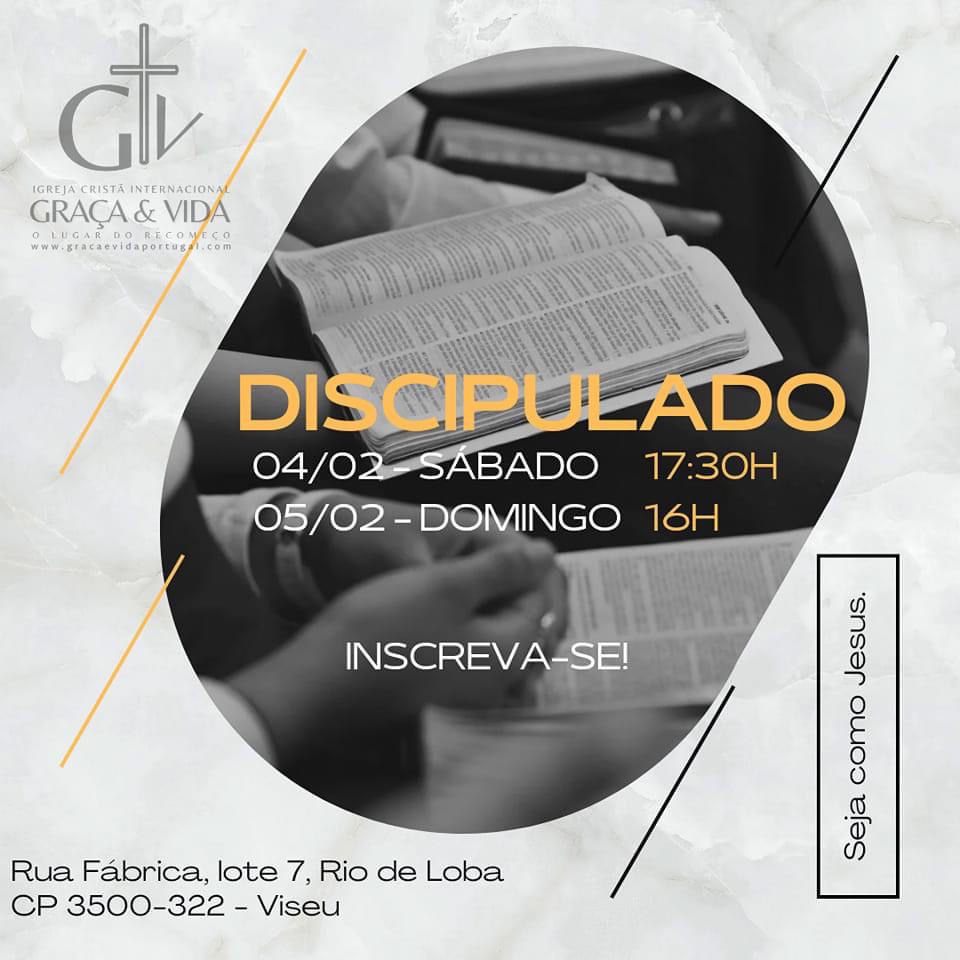 GV
IGREJA CRISTÃ INTERNACIONAL
GRAÇA & VIDA
O LUGAR DO RECOMEÇO
www.gracaevidaportugal.com
DISCIPULADO
04/02 - SÁBADO 17:30H
05/02 - DOMINGO 16H
INSCREVA-SE!
Seja como Jesus.
Rua Fábrica, lote 7, Rio de Loba
CP 3500-322 - Viseu